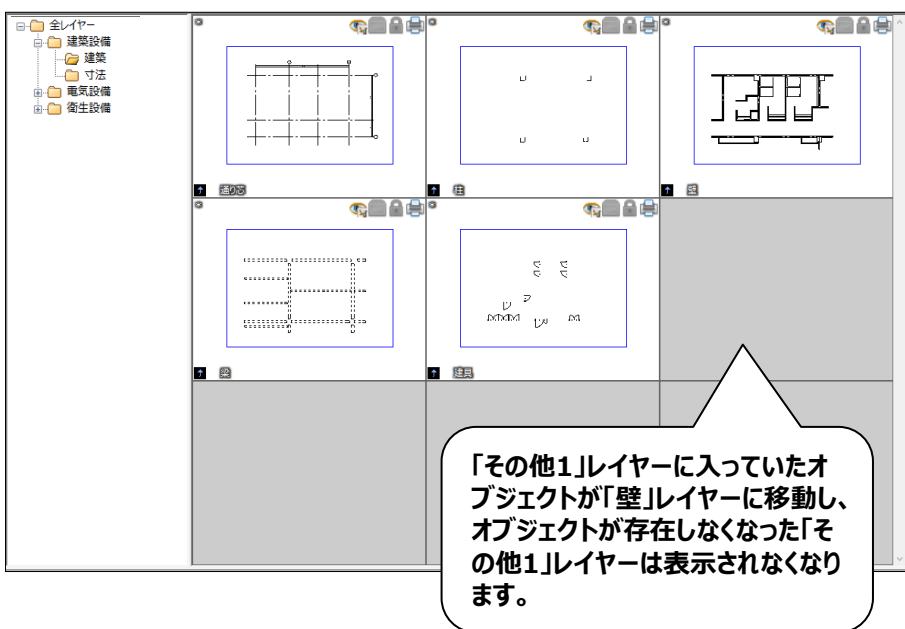 全レイヤー
建築設備
建築
寸法
電気設備
衛生設備
通り芯
柱
壁
梁
建具
「その他1」レイヤーに入っていたオ
ブジェクトが「壁」レイヤーに移動し、
オブジェクトが存在しなくなった「そ
の他1」レイヤーは表示されなくなり
ます。